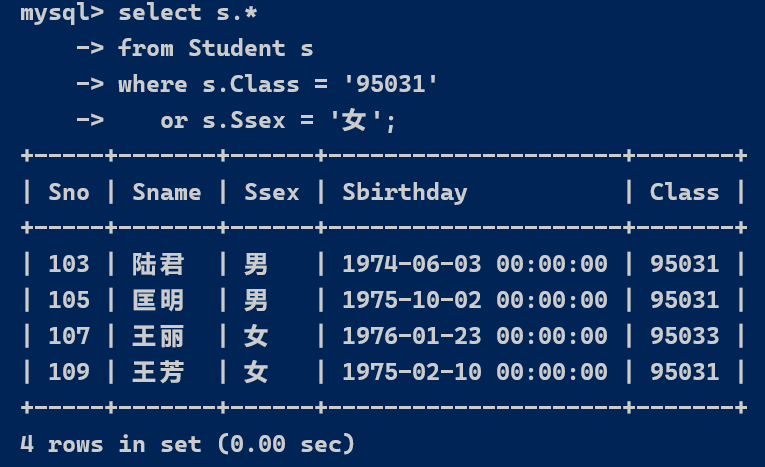 mysql> select s.*
    -> from Student s
    -> where s.Class = '95031'
    ->    or s.Ssex = '女';
+-----+-------+------+---------------------+-------+
| Sno | Sname | Ssex | Sbirthday           | Class |
+-----+-------+------+---------------------+-------+
| 103 | 陆君  | 男   | 1974-06-03 00:00:00 | 95031 |
| 105 | 匡明  | 男   | 1975-10-02 00:00:00 | 95031 |
| 107 | 王丽  | 女   | 1976-01-23 00:00:00 | 95033 |
| 109 | 王芳  | 女   | 1975-02-10 00:00:00 | 95031 |
+-----+-------+------+---------------------+-------+
4 rows in set (0.00 sec)